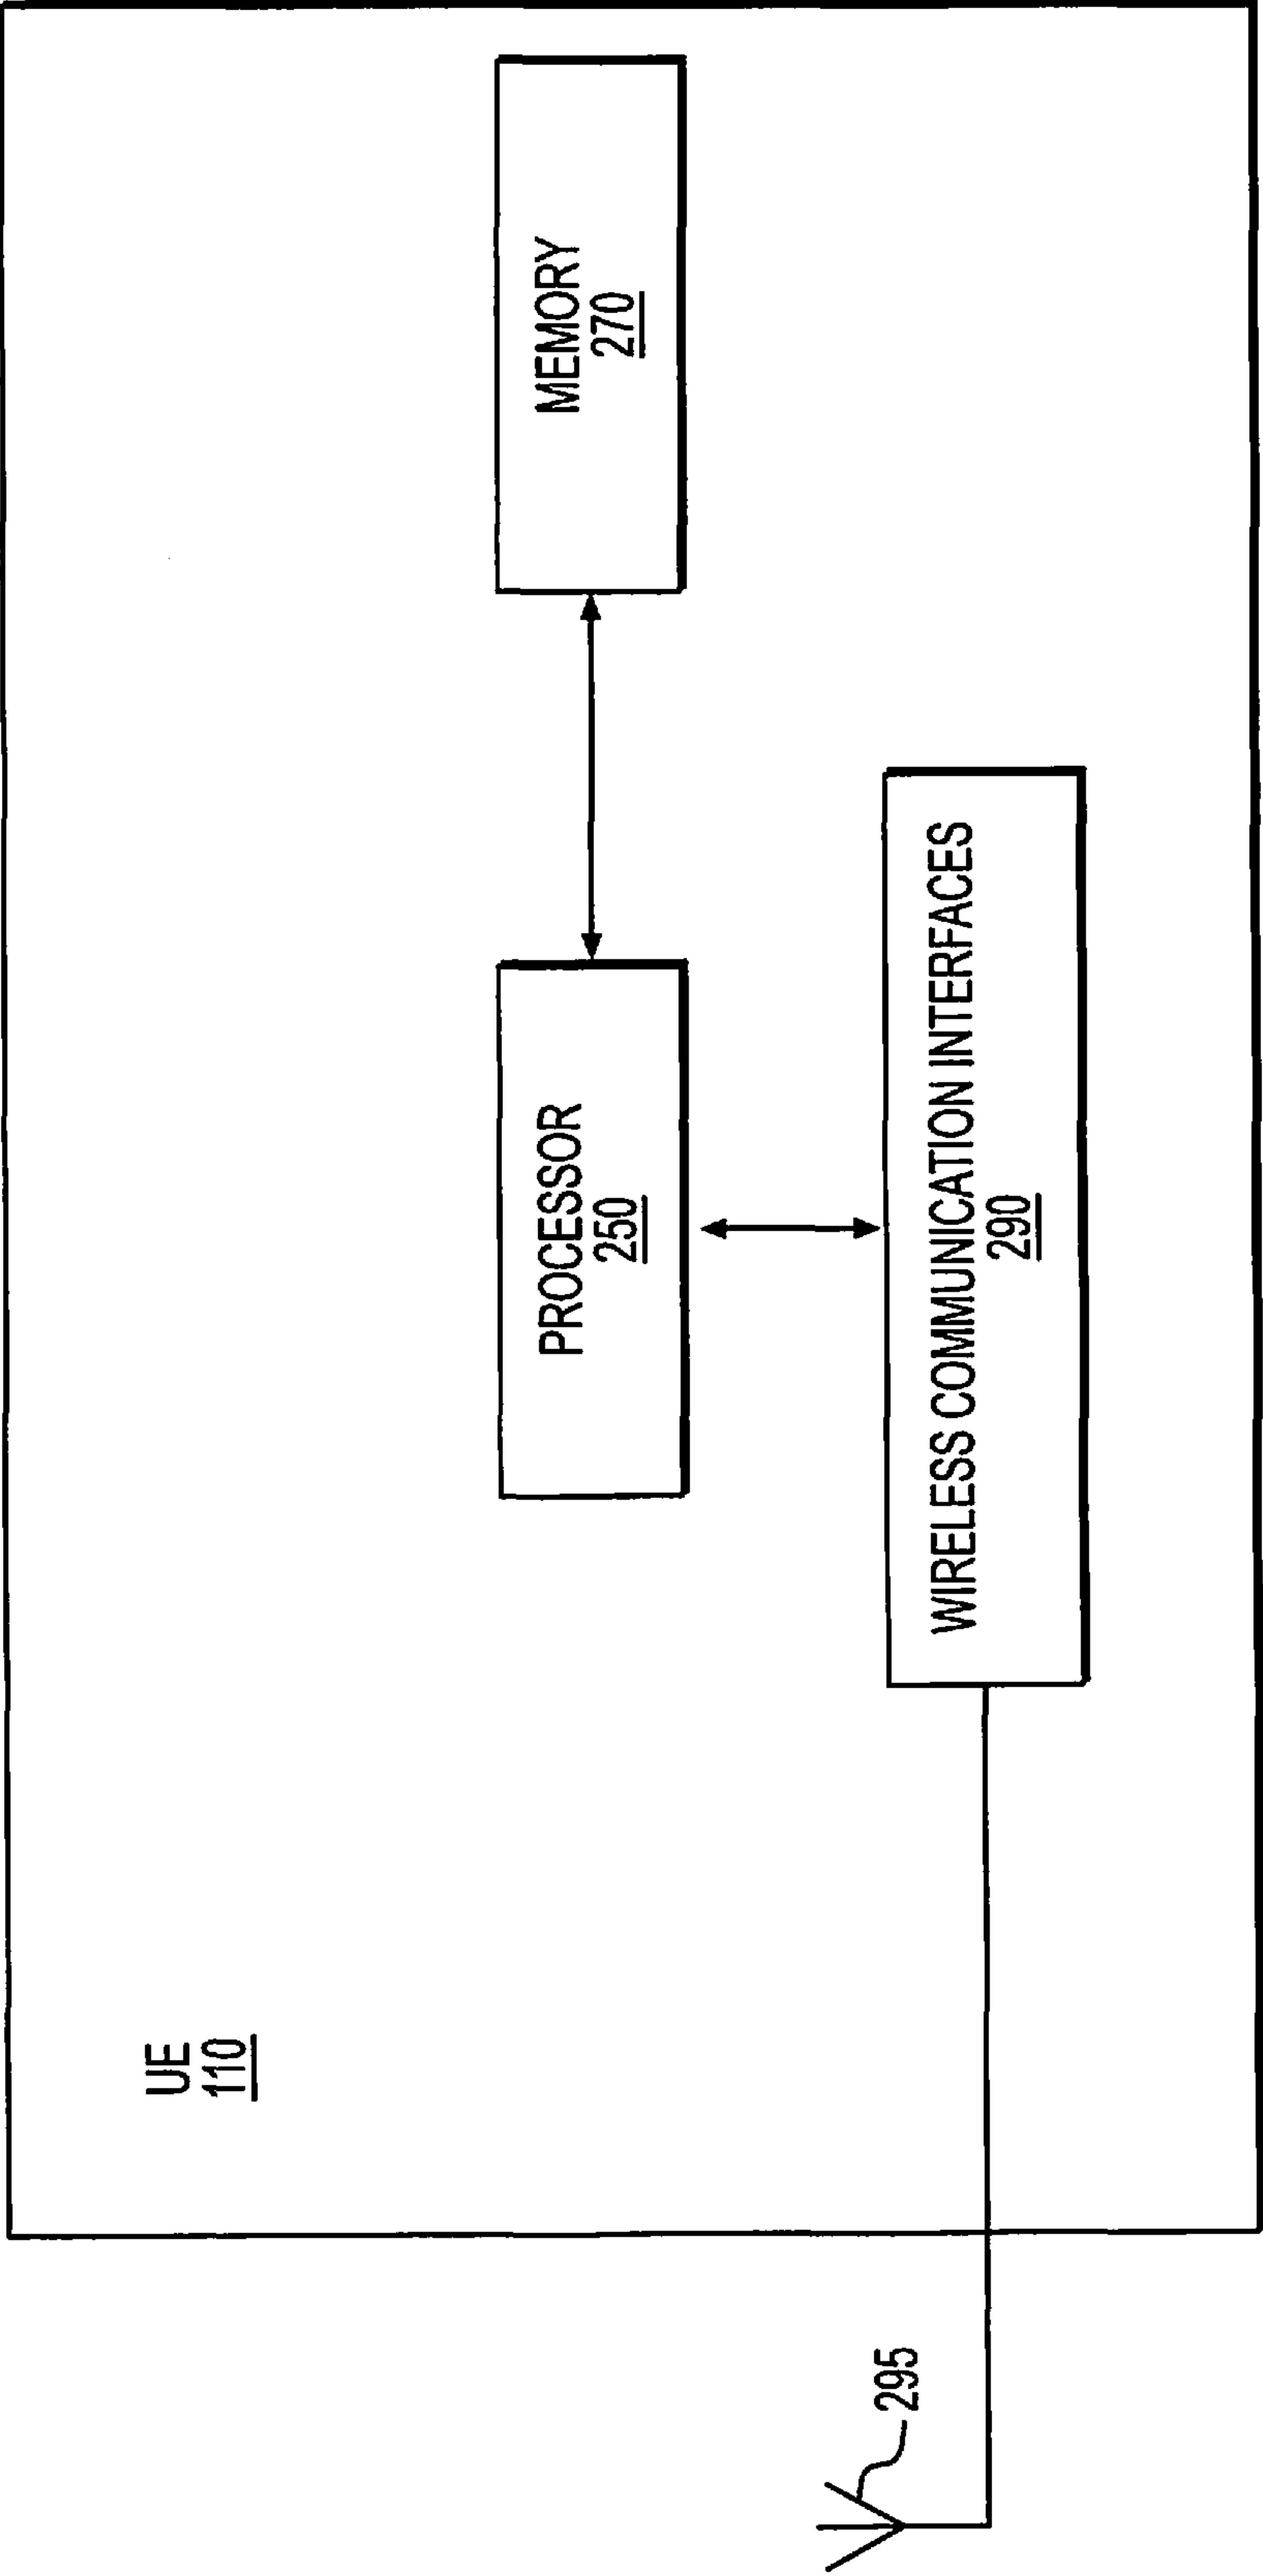 UE
110
PROCESSOR
250
MEMORY
270
WIRELESS COMMUNICATION INTERFACES
290
295